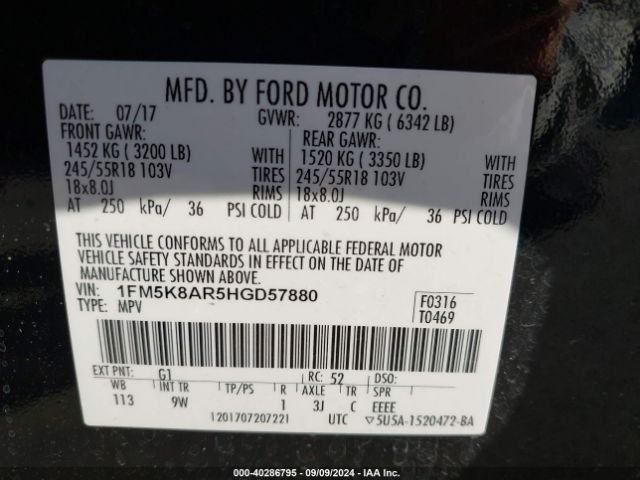 MFD. BY FORD MOTOR CO.
DATE: 07/17 GVWR: 2877 KG ( 6342 LB)
FRONT GAWR: REAR GAWR:
1452 KG ( 3200 LB) WITH 1520 KG ( 3350 LB) WITH
245/55R18 103V TIRES 245/55R18 103V TIRES
18x8.0J RIMS 18x8.0J RIMS
AT 250 kPa/ 36 PSI COLD AT 250 kPa/ 36 PSI COLD
THIS VEHICLE CONFORMS TO ALL APPLICABLE FEDERAL MOTOR
VEHICLE SAFETY STANDARDS IN EFFECT ON THE DATE OF
MANUFACTURE SHOWN ABOVE.
VIN: 1FM5K8AR5HGD57880 F0316
TYPE: MPV T0469
EXT PNT: G1 RC: 52 DSO:
WB INT TR TP/PS R AXLE TR SPR
113 9W 1 3J C EEEE
1201707207221 UTC ▽5U5A-1520472-BA
000-40286795 - 09/09/2024 - IAA Inc.